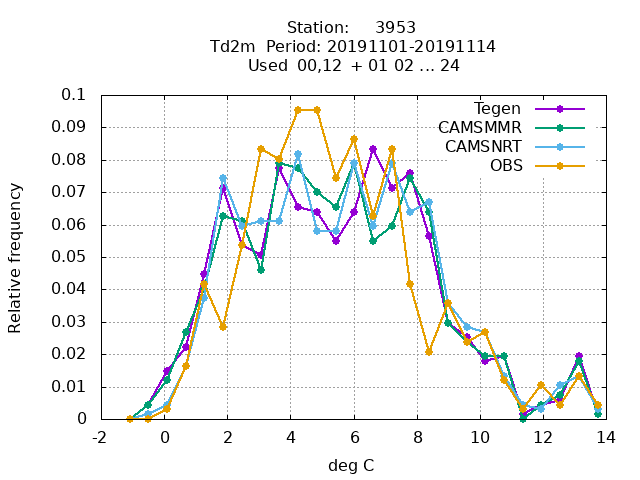 Station: 3953
Td2m Period: 20191101-20191114
Used 00,12 + 01 02 ... 24
Relative frequency
0.1
0.09
0.08
0.07
0.06
0.05
0.04
0.03
0.02
0.01
0
Tegen
CAMSMMR
CAMSNRT
OBS
-2 0 2 4 6 8 10 12 14
deg C